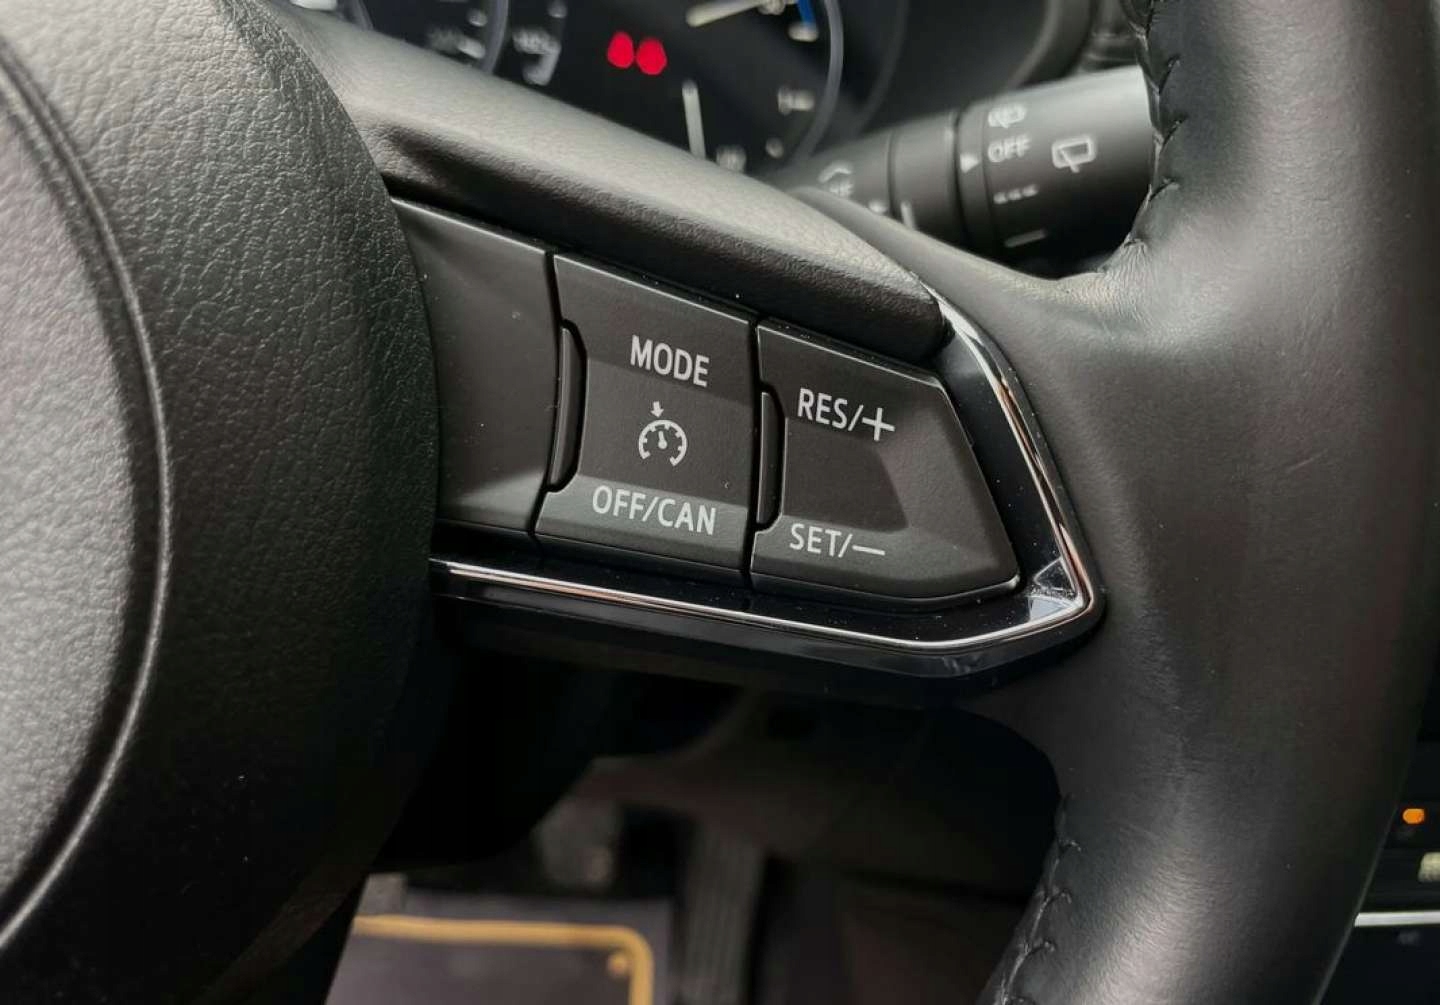 MODE
RES/+
OFF/CAN
SET/—
OFF